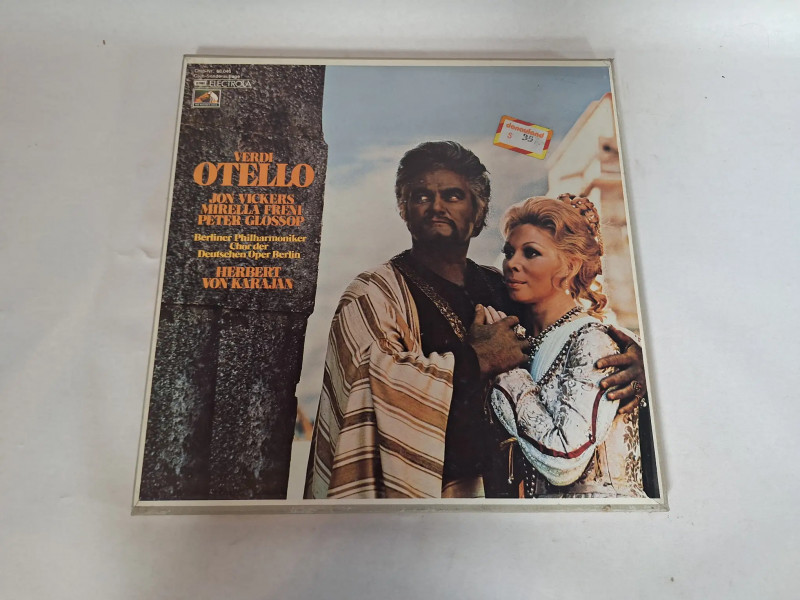 ELECTROLA
VERDI
OTELLO
JON VICKERS
MIRELLA FRENI
PETER GLOSSOP
Berliner Philharmoniker
Chor der
Deutschen Oper Berlin
HERBERT
VON KARAJAN